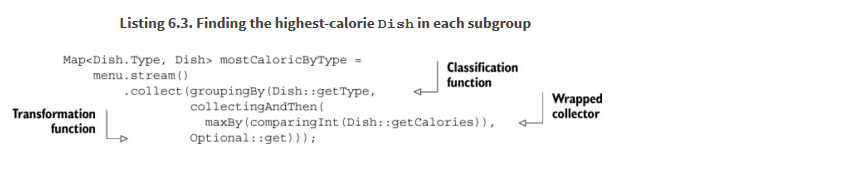 Listing 6.3. Finding the highest-calorie Dish in each subgroup
Map<Dish.Type, Dish> mostCaloricByType =
menu.stream()
.collect(groupingBy(Dish::getType,
collectingAndThen(
maxBy(comparingInt(Dish::getCalories)),
Optional::get)));
Classification
function
Wrapped
collector
Transformation
function